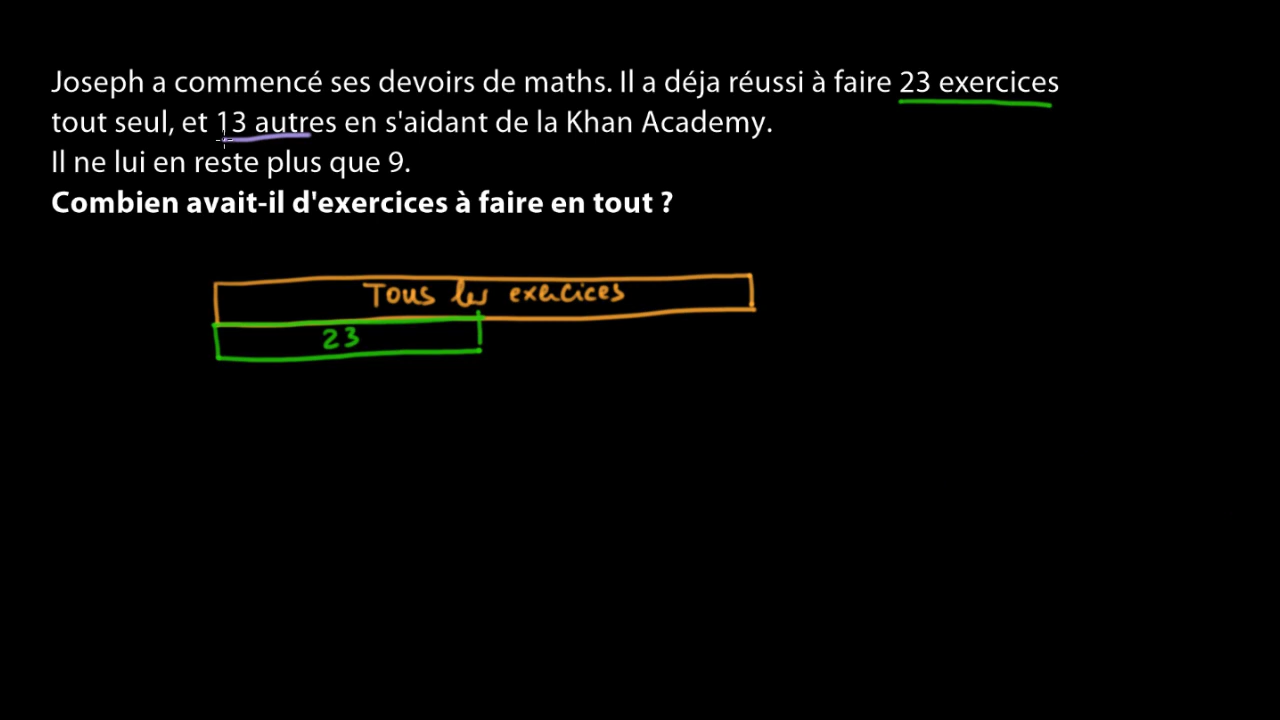 Joseph a commencé ses devoirs de maths. Il a déja réussi à faire 23 exercices
tout seul, et 13 autres en s'aidant de la Khan Academy.
Il ne lui en reste plus que 9.
Combien avait-il d'exercices à faire en tout ?
Tous les exercices
23